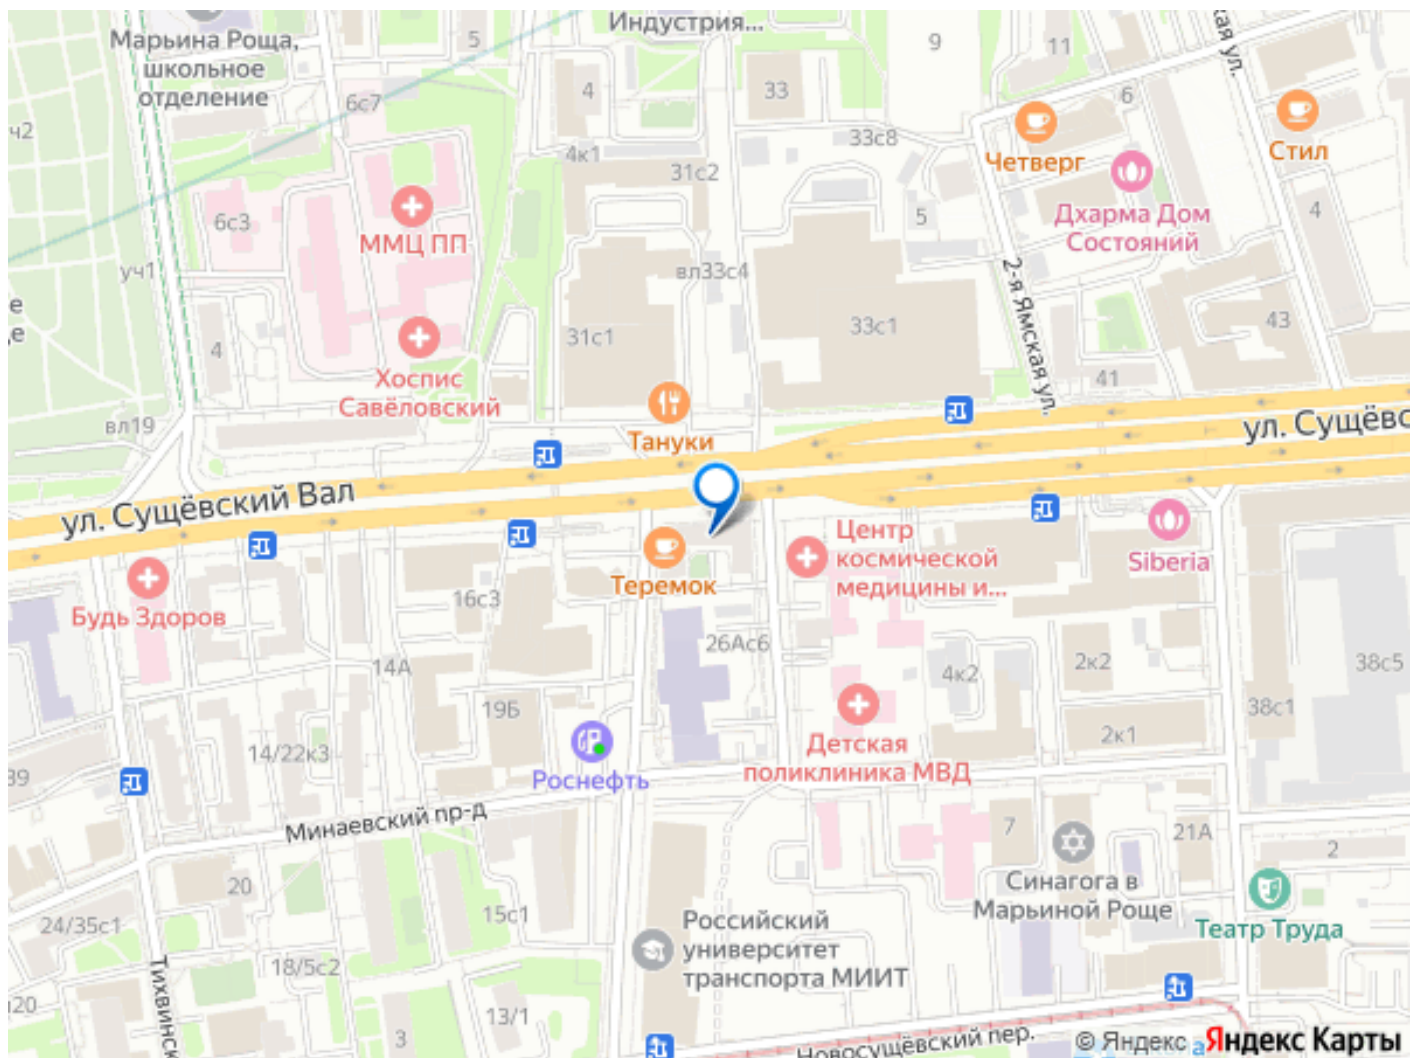 Индустрия...
Марьина Роща,
школьное
отделение
5
9
11
кая ул.
6с7
4
33
6
ч2
4к1
33с8
Четверг
Стил
31с2
ММЦ ПП
6с3
5
Дхарма Дом
Состояний
4
уч1
вл33с4
2-я Ямская ул.
е
е
4
31с1
33с1
43
Хоспис
Савёловский
41
вл19
Тануки
ул. Сущёвс
ул. Сущёвский Вал
Центр
космической
медицины и...
Siberia
Теремок
Будь Здоров
16с3
14А
26Ас6
4к2
2к2
38с5
19Б
38с1
14/22к3
Роснефть
Детская
поликлиника МВД
2к1
39
Минаевский пр-д
7
21А
2
20
Синагога в
Марьиной Роще
15с1
24/35с1
Театр Труда
Российский
университет
транспорта МИИТ
18/5с2
Тихвинск
20
13/1
3
Новосущёвский пер.
© Яндекс
Яндекс Карты